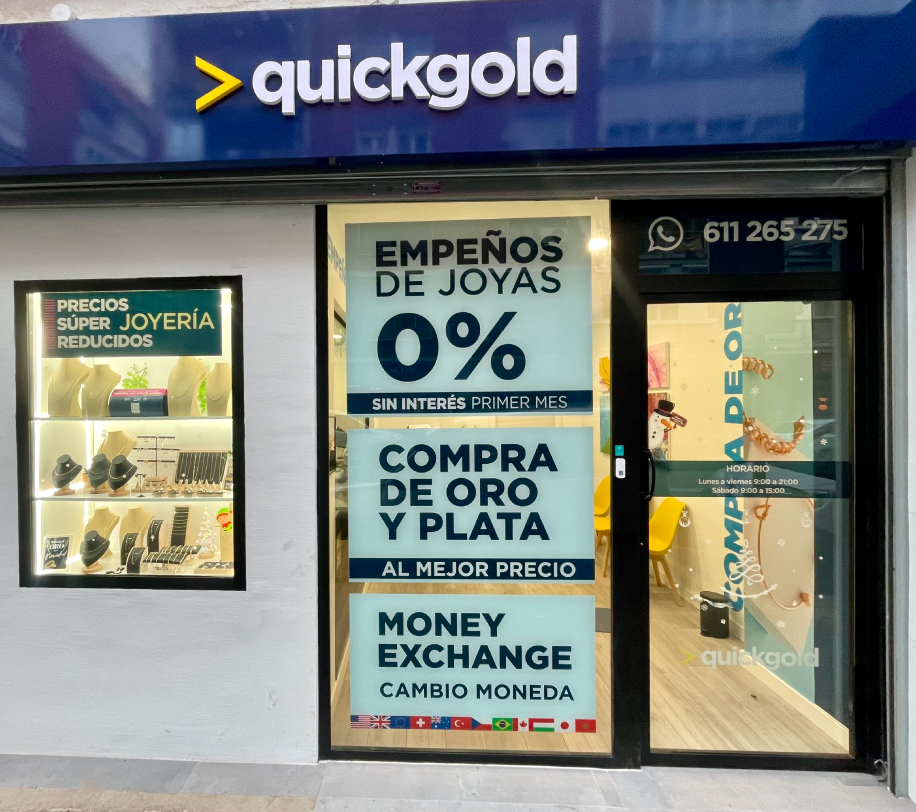 > quickgold
611 265 275
PRECIOS
SÚPER JOYERÍA
REDUCIDOS
EMPEÑOS
DE JOYAS
0%
SIN INTERÉS PRIMER MES
COMPRA
DE ORO
Y PLATA
AL MEJOR PRECIO
MONEY
EXCHANGE
CAMBIO MONEDA
COMPRA DE OR
HORARIO
Lunes a viernes 9:00 a 21:00
Sábado 9:00 a 15:00
> quickgold
ORO